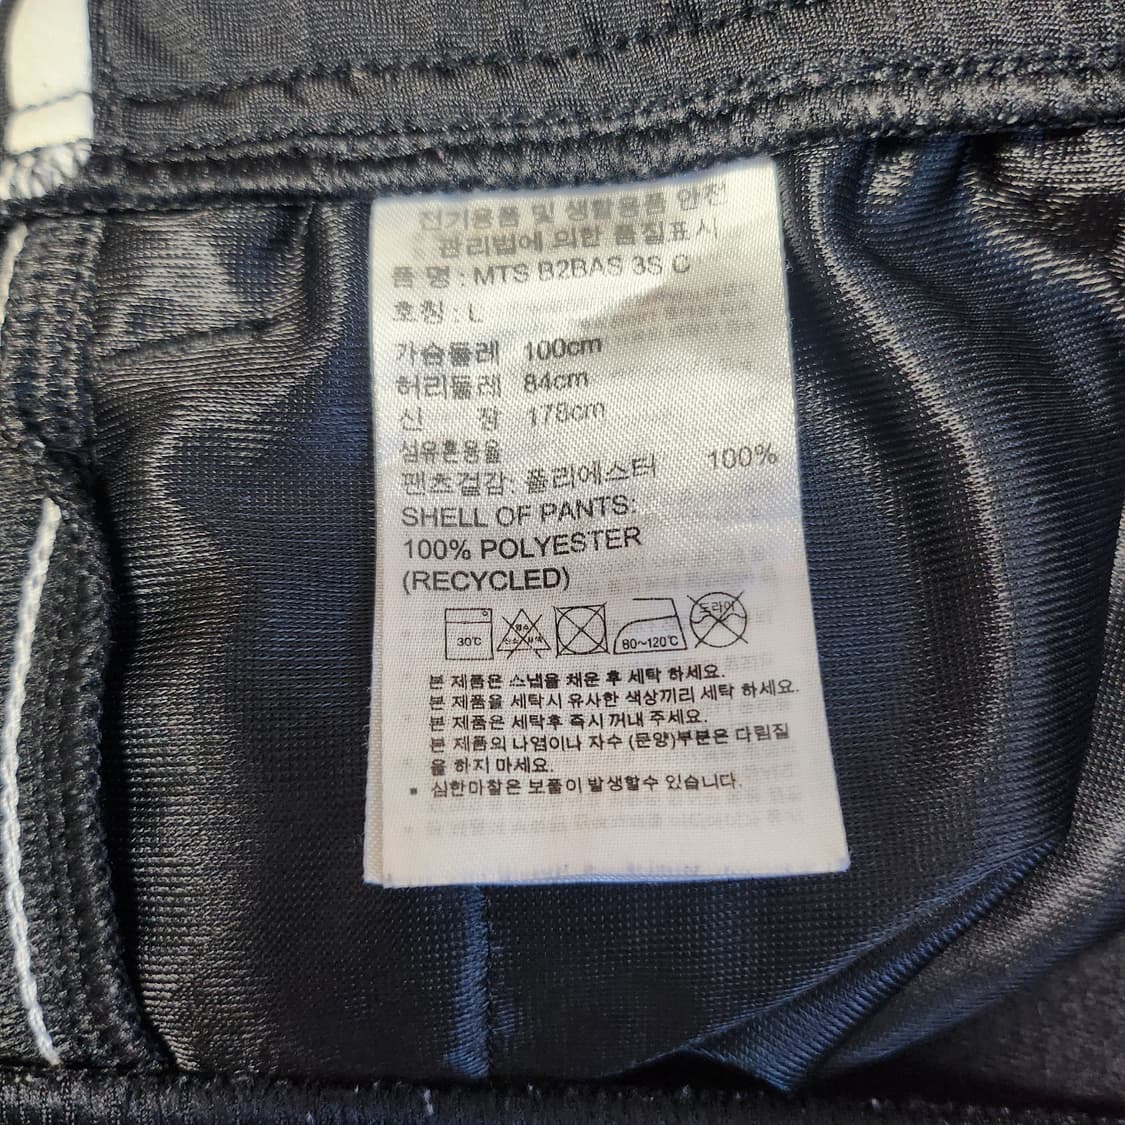 전기용품 및 생활용품 안전
관리법에 의한 품질표시
품 명 : MTS B2BAS 3S C
호칭 : L
가슴둘레 100cm
허리둘레 84cm
신 장 178cm
섬유혼용율
팬츠겉감: 폴리에스터 100%
SHELL OF PANTS:
100% POLYESTER
(RECYCLED)
30℃ 80~120℃ 드라이
본 제품은 스냅을 채운 후 세탁 하세요.
본 제품을 세탁시 유사한 색상끼리 세탁 하세요.
본 제품은 세탁후 즉시 꺼내 주세요.
본 제품의 나염이나 자수 (문양)부분은 다림질
을 하지 마세요.
▪ 심한마찰은 보풀이 발생할수 있습니다.